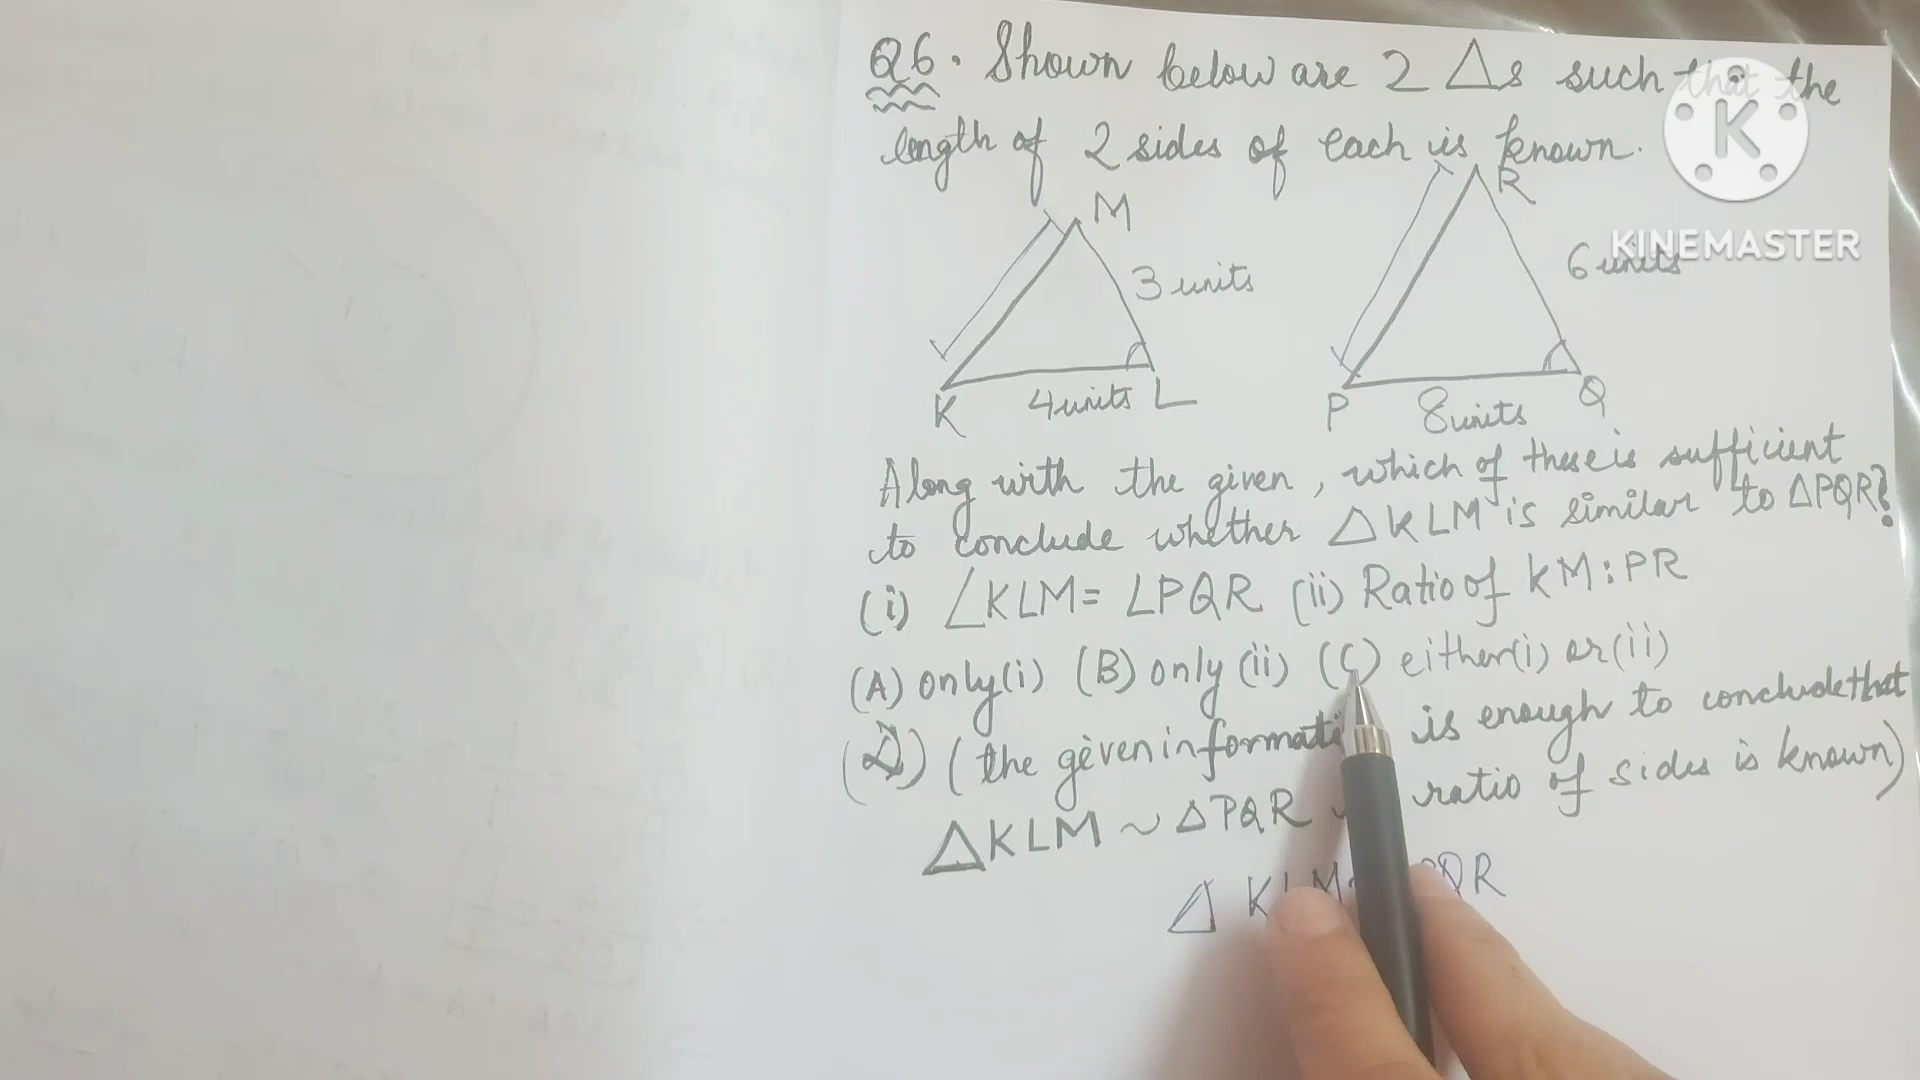 Q6. Shown below are 2 △s such that the
length of 2 sides of each is known.
M
R
3 units
6 units
K
4 units
L
P
8 units
Q
Along with the given, which of these is sufficient
to conclude whether △KLM is similar to △PQR?
(i) ∠KLM = ∠PQR (ii) Ratio of KM:PR
(A) only(i) (B) only (ii) (C) either(i) or (ii)
(D) (the given information is enough to conclude that
△KLM ~ △PQR ratio of sides is known)
△ KLM QR
K
KINEMASTER